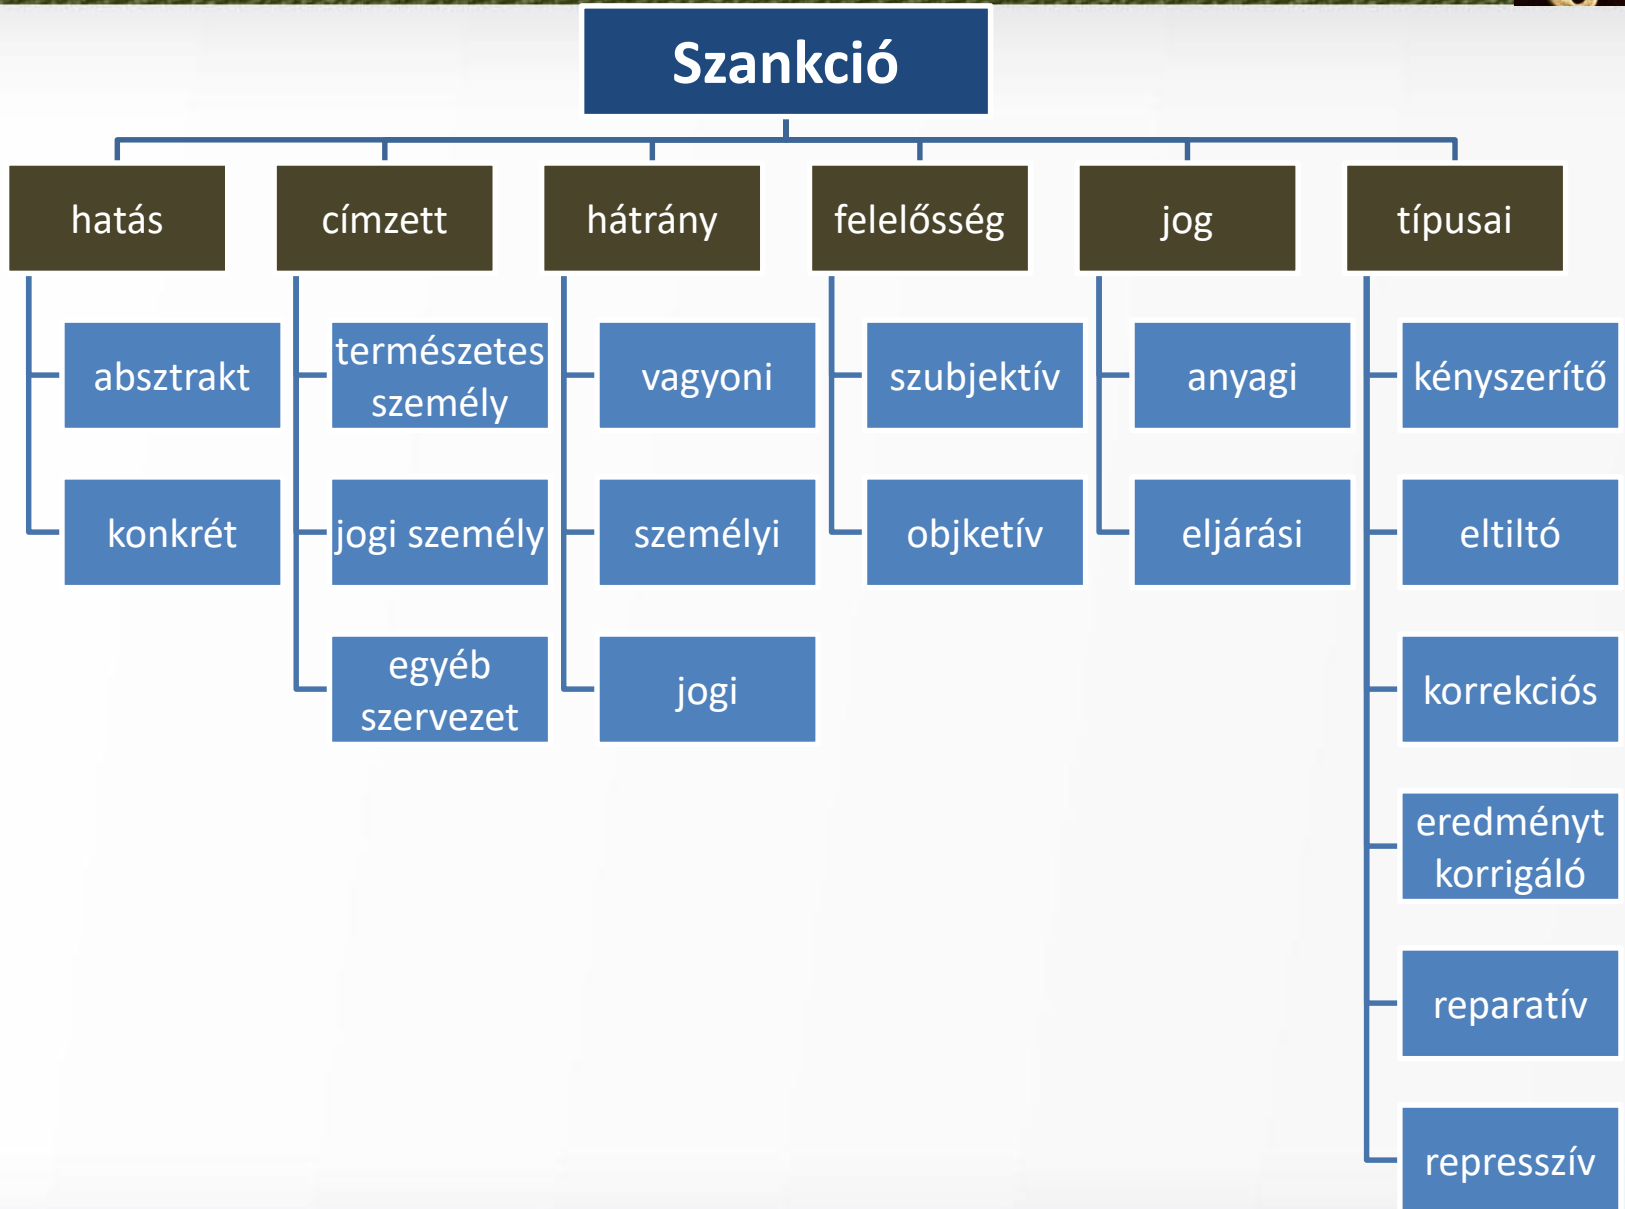 Szankció
hatás
absztrakt
konkrét
címzett
természetes
személy
jogi személy
egyéb
szervezet
hátrány
vagyoni
személyi
jogi
felelősség
szubjektív
objketív
jog
anyagi
eljárási
típusai
kényszerítő
eltiltó
korrekciós
eredményt
korrigáló
reparatív
represszív